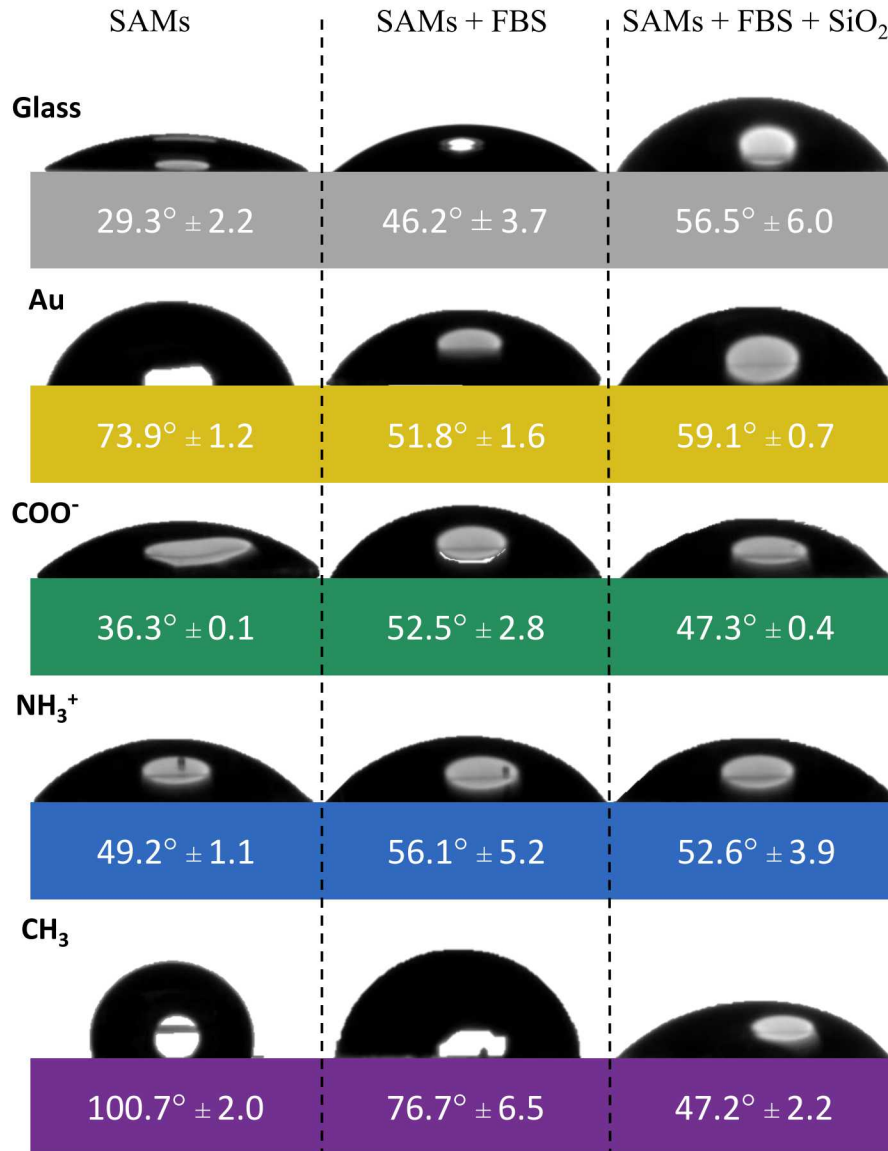 SAMs SAMs + FBS SAMs + FBS + SiO₂
Glass
29.3° ± 2.2 46.2° ± 3.7 56.5° ± 6.0
Au
73.9° ± 1.2 51.8° ± 1.6 59.1° ± 0.7
COO⁻
36.3° ± 0.1 52.5° ± 2.8 47.3° ± 0.4
NH₃⁺
49.2° ± 1.1 56.1° ± 5.2 52.6° ± 3.9
CH₃
100.7° ± 2.0 76.7° ± 6.5 47.2° ± 2.2